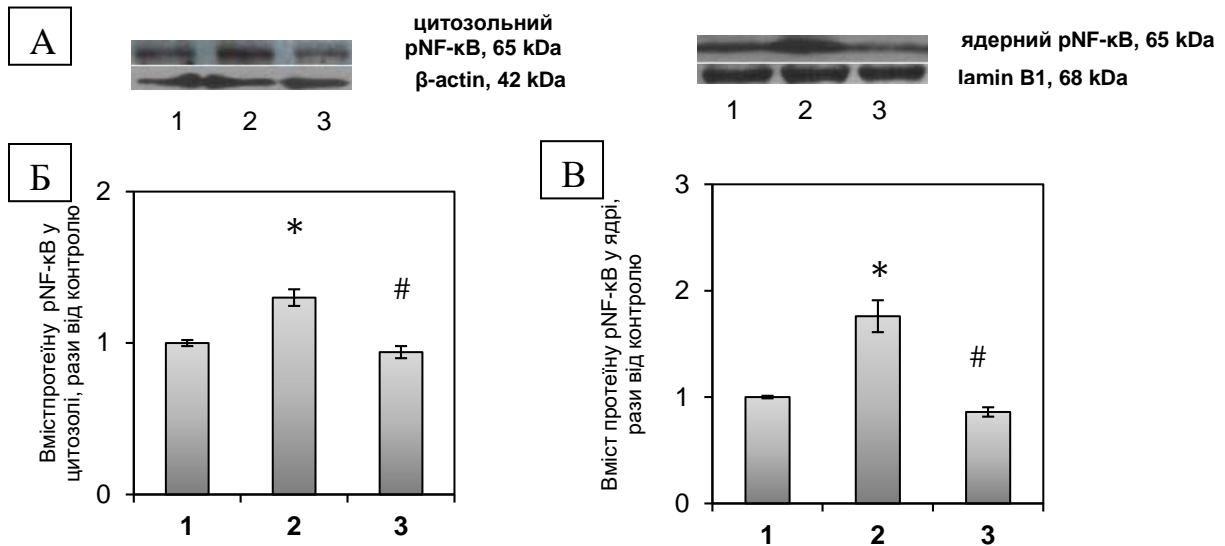 А
цитозольний
pNF-κB, 65 kDa
β-actin, 42 kDa
1 2 3
ядерний pNF-κB, 65 kDa
lamin B1, 68 kDa
1 2 3
Б
Вмістпротеїну pNF-κB у
цитозолі, рази від контролю
2
1
0
*
#
1 2 3
В
Вміст протеїну pNF-κB у ядрі,
рази від контролю
3
2
1
0
*
#
1 2 3